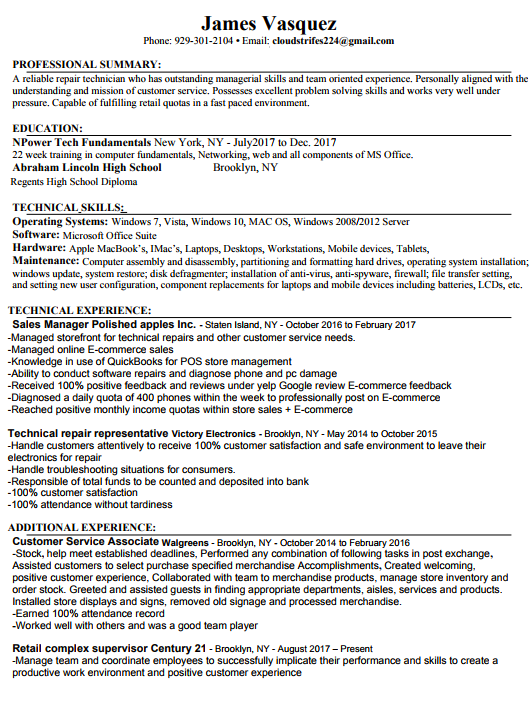 James Vasquez
Phone: 929-301-2104 • Email: cloudstrifes224@gmail.com
PROFESSIONAL SUMMARY:
A reliable repair technician who has outstanding managerial skills and team oriented experience. Personally aligned with the
understanding and mission of customer service. Possesses excellent problem solving skills and works very well under
pressure. Capable of fulfilling retail quotas in a fast paced environment.
EDUCATION:
NPower Tech Fundamentals New York, NY - July2017 to Dec. 2017
22 week training in computer fundamentals, Networking, web and all components of MS Office.
Abraham Lincoln High School Brooklyn, NY
Regents High School Diploma
TECHNICAL SKILLS:
Operating Systems: Windows 7, Vista, Windows 10, MAC OS, Windows 2008/2012 Server
Software: Microsoft Office Suite
Hardware: Apple MacBook's, IMac's, Laptops, Desktops, Workstations, Mobile devices, Tablets,
Maintenance: Computer assembly and disassembly, partitioning and formatting hard drives, operating system installation;
windows update, system restore; disk defragmenter; installation of anti-virus, anti-spyware, firewall; file transfer setting,
and setting new user configuration, component replacements for laptops and mobile devices including batteries, LCDs, etc.
TECHNICAL EXPERIENCE:
Sales Manager Polished apples Inc. - Staten Island, NY - October 2016 to February 2017
-Managed storefront for technical repairs and other customer service needs.
-Managed online E-commerce sales
-Knowledge in use of QuickBooks for POS store management
-Ability to conduct software repairs and diagnose phone and pc damage
-Received 100% positive feedback and reviews under yelp Google review E-commerce feedback
-Diagnosed a daily quota of 400 phones within the week to professionally post on E-commerce
-Reached positive monthly income quotas within store sales + E-commerce
Technical repair representative Victory Electronics - Brooklyn, NY - May 2014 to October 2015
-Handle customers attentively to receive 100% customer satisfaction and safe environment to leave their
electronics for repair
-Handle troubleshooting situations for consumers.
-Responsible of total funds to be counted and deposited into bank
-100% customer satisfaction
-100% attendance without tardiness
ADDITIONAL EXPERIENCE:
Customer Service Associate Walgreens - Brooklyn, NY - October 2014 to February 2016
-Stock, help meet established deadlines, Performed any combination of following tasks in post exchange,
Assisted customers to select purchase specified merchandise Accomplishments, Created welcoming,
positive customer experience, Collaborated with team to merchandise products, manage store inventory and
order stock. Greeted and assisted guests in finding appropriate departments, aisles, services and products.
Installed store displays and signs, removed old signage and processed merchandise.
-Earned 100% attendance record
-Worked well with others and was a good team player
Retail complex supervisor Century 21 - Brooklyn, NY - August 2017 – Present
-Manage team and coordinate employees to successfully implicate their performance and skills to create a
productive work environment and positive customer experience